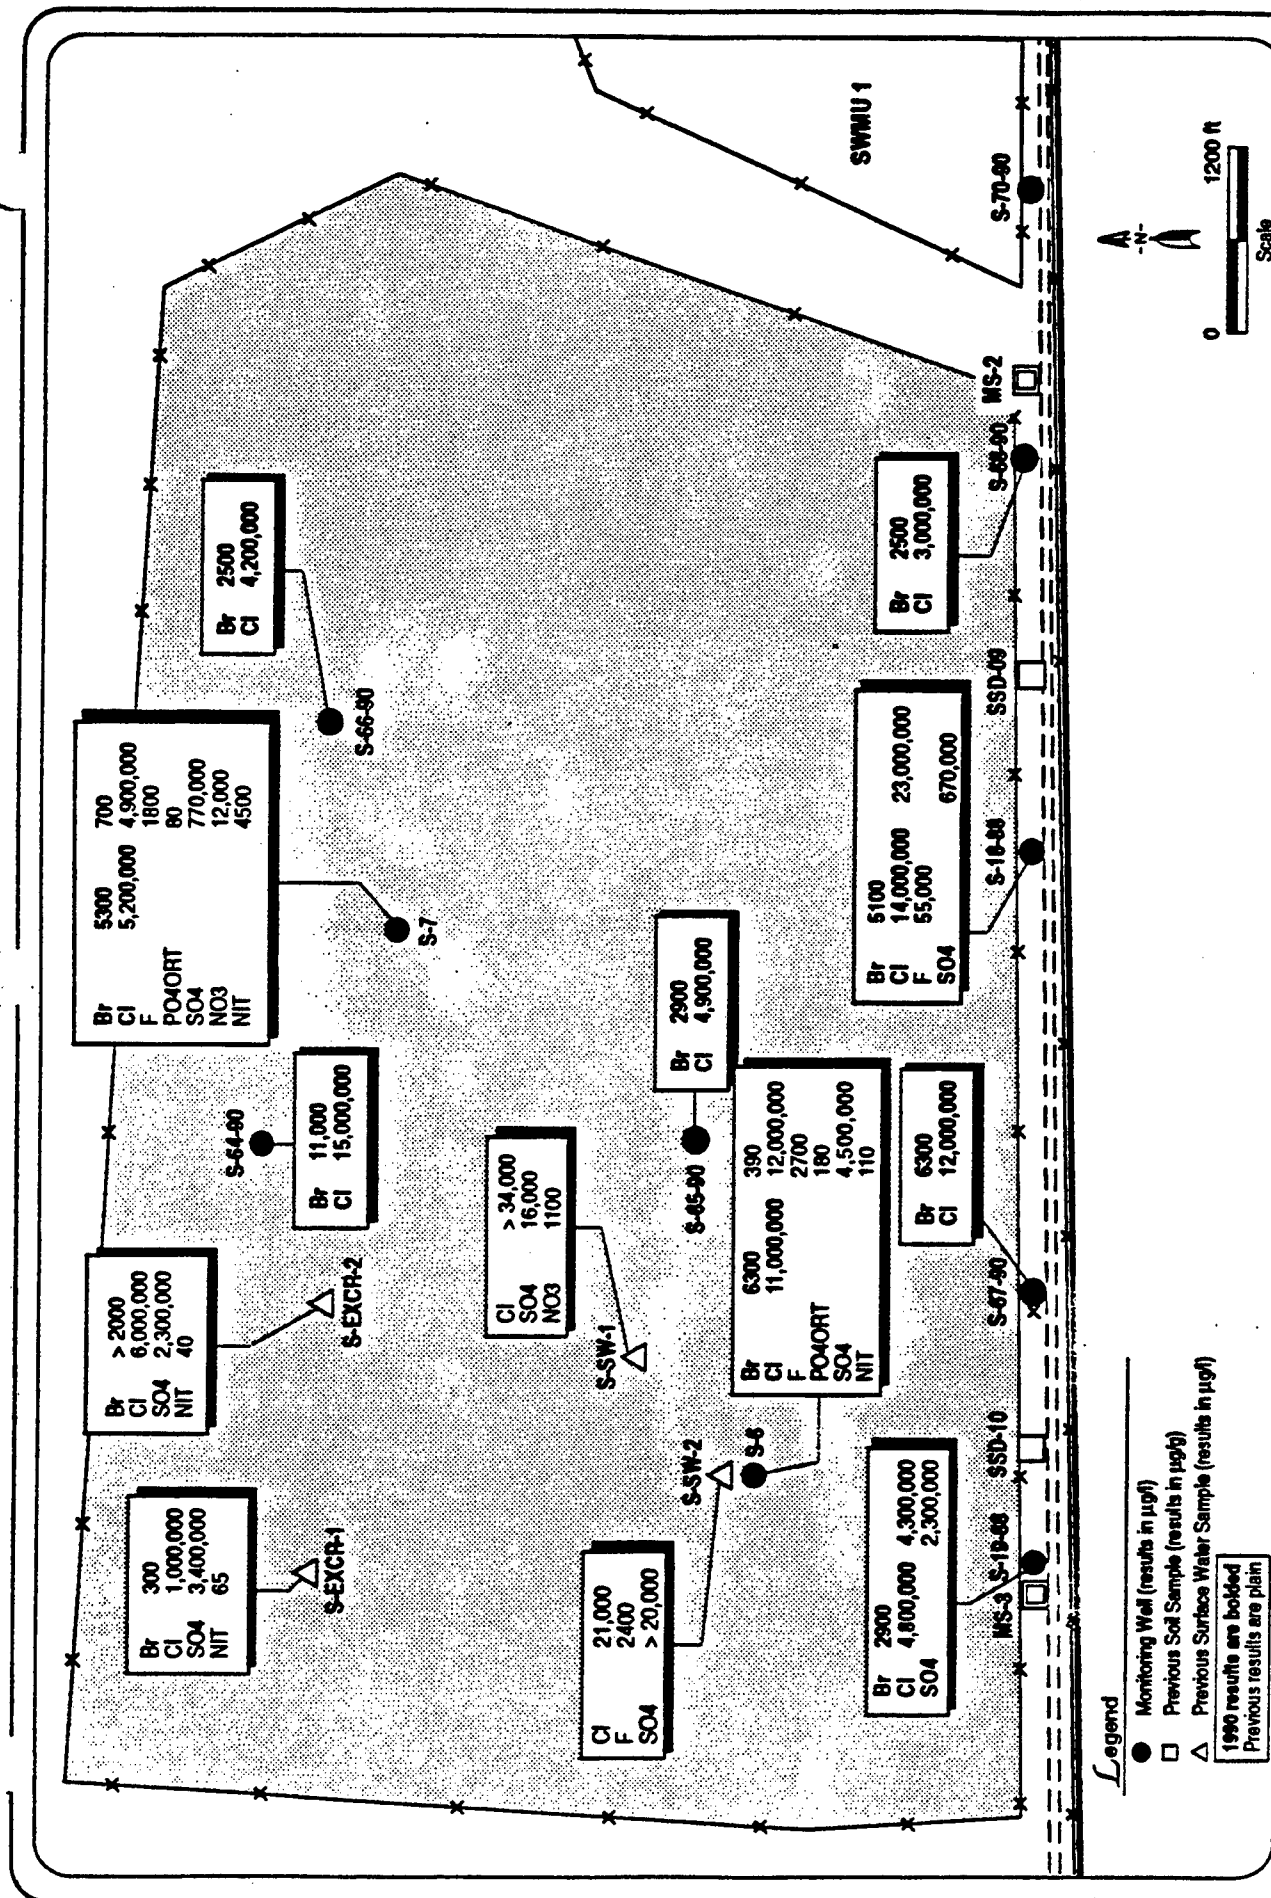 Br 300
Cl 1,000,000
SO4 3,400,000
NIT 65
S-EXCR-1
Br > 2000
Cl 6,000,000
SO4 2,300,000
NIT 40
S-EXCR-2
S-64-90
Br 11,000
Cl 15,000,000
Br 5300 700
Cl 5,200,000 4,900,000
F 1800
PO4ORT 80
SO4 770,000
NO3 12,000
NIT 4500
S-7
Br 2500
Cl 4,200,000
S-66-90
Cl > 34,000
SO4 16,000
NO3 1100
S-SW-1
Cl 21,000
F 2400
SO4 > 20,000
S-SW-2
S-6
Br 2900
Cl 4,900,000
S-65-90
Br 6300 390
Cl 11,000,000 12,000,000
F 2700
PO4ORT 180
SO4 4,500,000
NIT 110
Br 2900
Cl 4,800,000 4,300,000
SO4 2,300,000
MS-3
S-19-88
SSD-10
Br 6300
Cl 12,000,000
S-67-90
Br 5100
Cl 14,000,000 23,000,000
F 55,000
SO4 670,000
S-18-88
SSD-09
Br 2500
Cl 3,000,000
S-68-90
MS-2
SWMU 1
S-70-90
Legend
Monitoring Well (results in µg/l)
Previous Soil Sample (results in µg/g)
Previous Surface Water Sample (results in µg/l)
1990 results are bolded
Previous results are plain
-N-
0 1200 ft
Scale